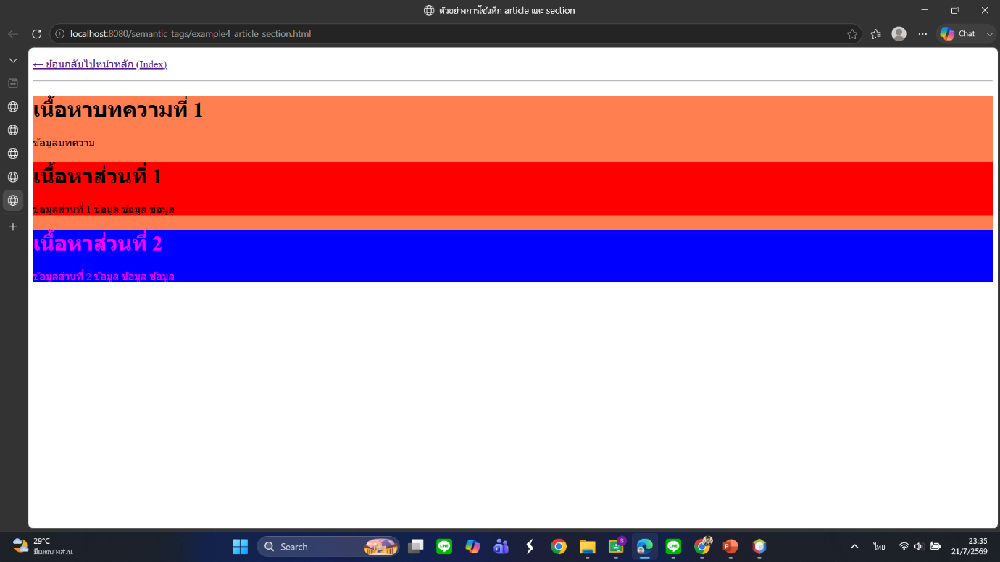 ตัวอย่างการใช้แท็ก article และ section
localhost:8080/semantic_tags/example4_article_section.html
Chat
← ย้อนกลับไปหน้าหลัก (Index)
เนื้อหาบทความที่ 1
ข้อมูลบทความ
เนื้อหาส่วนที่ 1
ข้อมูลส่วนที่ 1 ข้อมูล ข้อมูล ข้อมูล
เนื้อหาส่วนที่ 2
ข้อมูลส่วนที่ 2 ข้อมูล ข้อมูล ข้อมูล
29°C
มีเมฆบางส่วน
Search
LINE
S
LINE
ไทย
23:35
21/7/2569